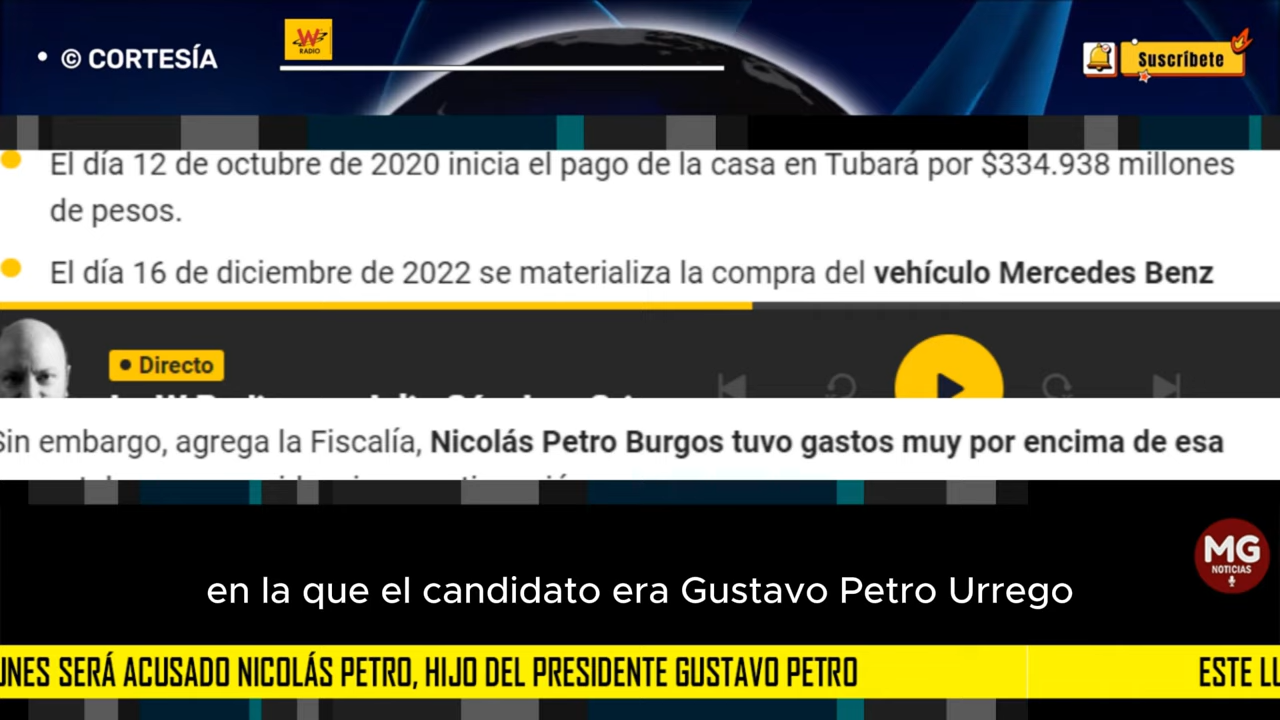 • © CORTESÍA
W
RADIO
Suscríbete
El día 12 de octubre de 2020 inicia el pago de la casa en Tubará por $334.938 millones
de pesos.
El día 16 de diciembre de 2022 se materializa la compra del vehículo Mercedes Benz
• Directo
Sin embargo, agrega la Fiscalía, Nicolás Petro Burgos tuvo gastos muy por encima de esa
MG
NOTICIAS
en la que el candidato era Gustavo Petro Urrego
UNES SERÁ ACUSADO NICOLÁS PETRO, HIJO DEL PRESIDENTE GUSTAVO PETRO
ESTE LU